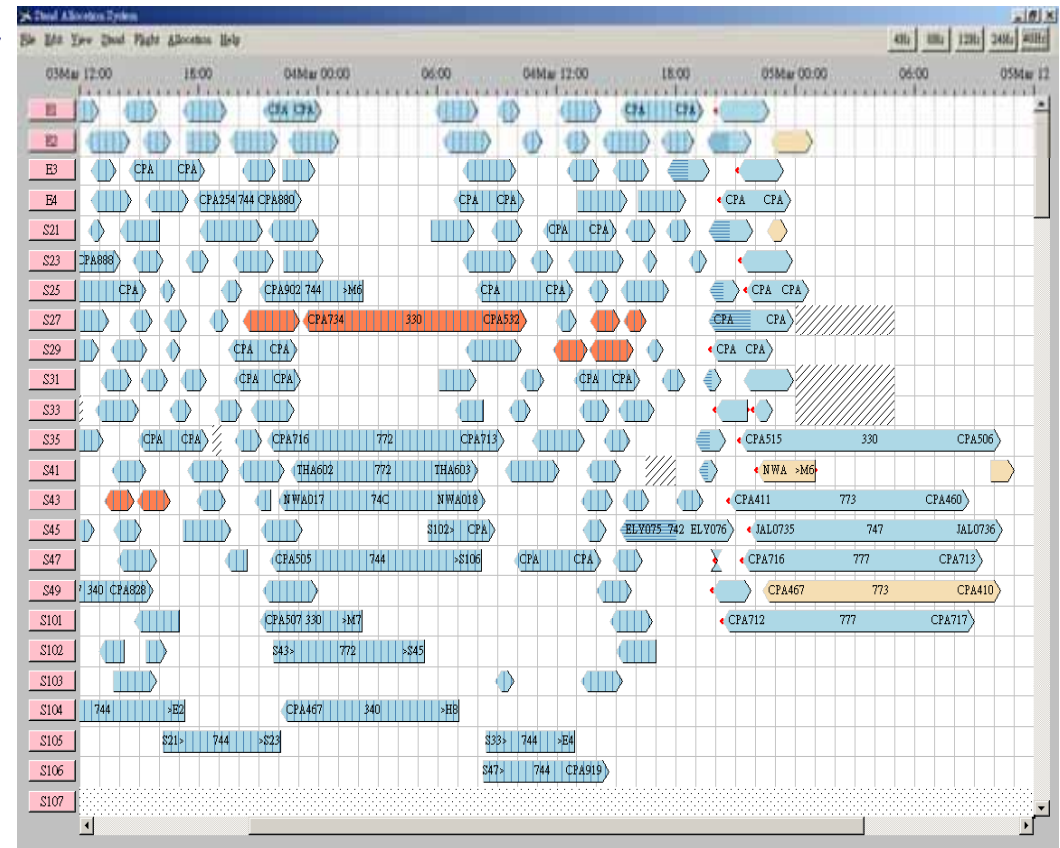 Stand Allocation System
File Edit View Stand Flight Allocation Help
4Hr 8Hr 12Hr 24Hr 48Hr
03Mar 12:00 18:00 04Mar 00:00 06:00 04Mar 12:00 18:00 05Mar 00:00 06:00 05Mar 12
E1 CPA CPA CPA CPA
E2
E3 CPA CPA
E4 CPA254 744 CPA880 CPA CPA CPA CPA
S21 CPA CPA
S23 CPA888
S25 CPA CPA902 744 >M6 CPA CPA CPA CPA
S27 CPA734 330 CPA532 CPA CPA
S29 CPA CPA CPA CPA
S31 CPA CPA CPA CPA
S33
S35 CPA CPA CPA716 772 CPA713 CPA515 330 CPA506
S41 THA602 772 THA603 NWA >M6
S43 NWA017 74C NWA018 CPA411 773 CPA460
S45 S102> CPA ELY075 742 ELY076 JAL0735 747 JAL0736
S47 CPA505 744 >S106 CPA CPA CPA716 777 CPA713
S49 340 CPA828 CPA467 773 CPA410
S101 CPA507 330 >M7 CPA712 777 CPA717
S102 S43> 772 >S45
S103
S104 744 >E2 CPA467 340 >H8
S105 S21> 744 >S23 S33> 744 >E4
S106 S47> 744 CPA919
S107